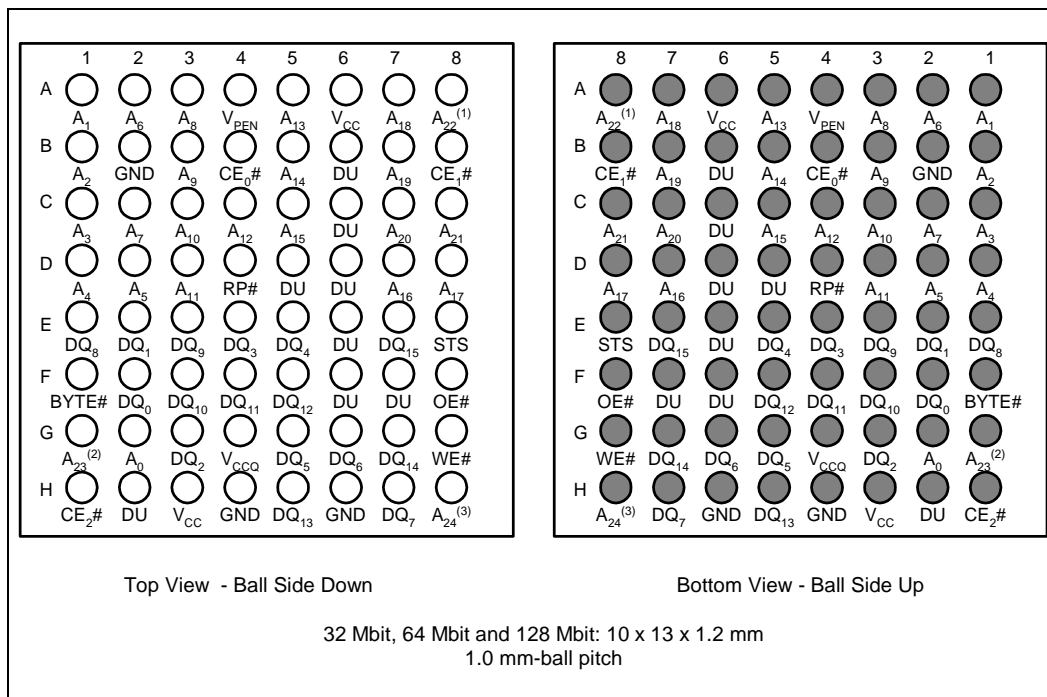 1 2 3 4 5 6 7 8
A
A1 A6 A8 VPEN A13 VCC A18 A22(1)
B
A2 GND A9 CE0# A14 DU A19 CE1#
C
A3 A7 A10 A12 A15 DU A20 A21
D
A4 A5 A11 RP# DU DU A16 A17
E
DQ8 DQ1 DQ9 DQ3 DQ4 DU DQ15 STS
F
BYTE# DQ0 DQ10 DQ11 DQ12 DU DU OE#
G
A23(2) A0 DQ2 VCCQ DQ5 DQ6 DQ14 WE#
H
CE2# DU VCC GND DQ13 GND DQ7 A24(3)
Top View - Ball Side Down
8 7 6 5 4 3 2 1
A
A22(1) A18 VCC A13 VPEN A8 A6 A1
B
CE1# A19 DU A14 CE0# A9 GND A2
C
A21 A20 DU A15 A12 A10 A7 A3
D
A17 A16 DU DU RP# A11 A5 A4
E
STS DQ15 DU DQ4 DQ3 DQ9 DQ1 DQ8
F
OE# DU DU DQ12 DQ11 DQ10 DQ0 BYTE#
G
WE# DQ14 DQ6 DQ5 VCCQ DQ2 A0 A23(2)
H
A24(3) DQ7 GND DQ13 GND VCC DU CE2#
Bottom View - Ball Side Up
32 Mbit, 64 Mbit and 128 Mbit: 10 x 13 x 1.2 mm
1.0 mm-ball pitch